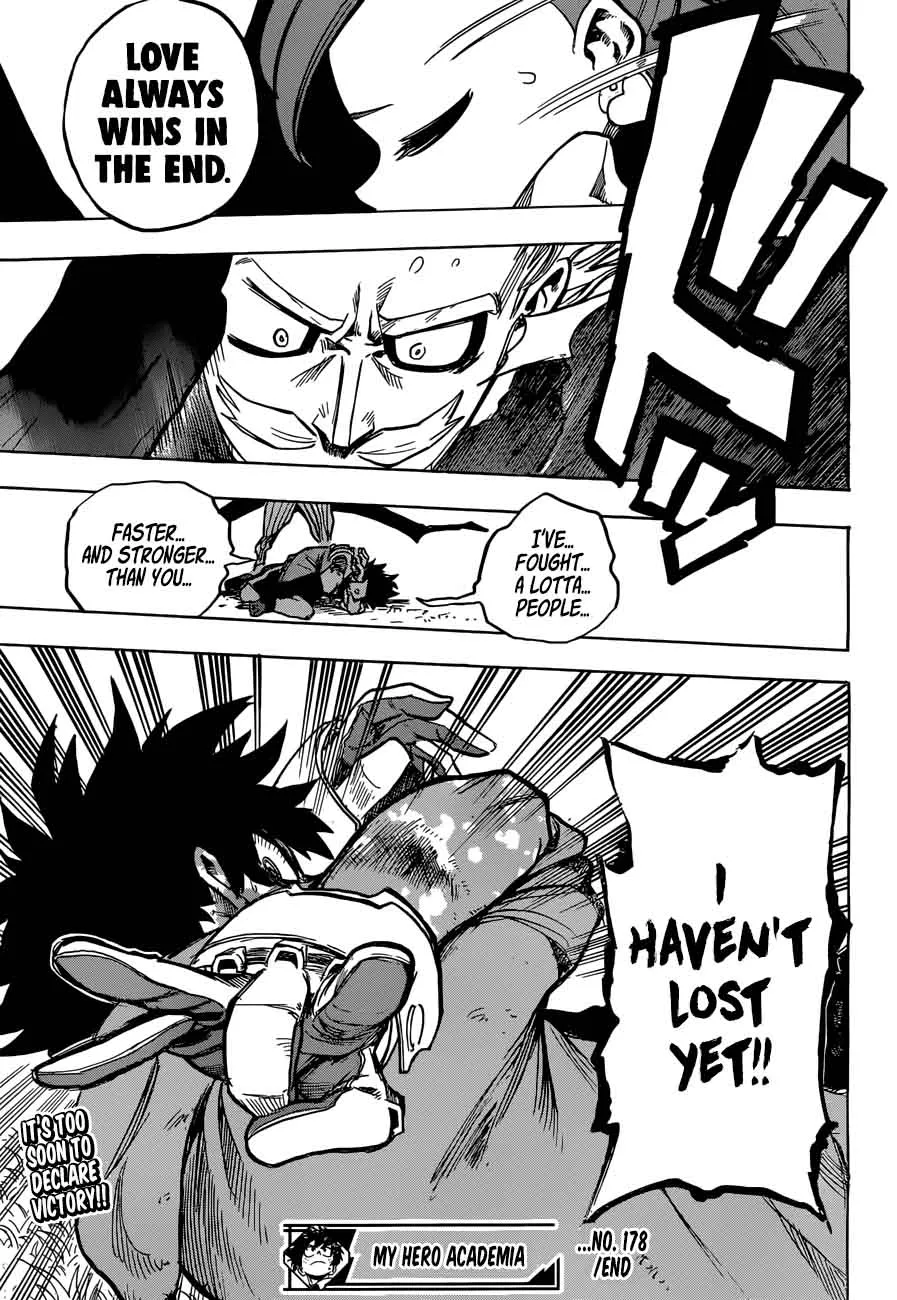 LOVE
ALWAYS
WINS IN
THE END.
I'VE...
FOUGHT...
A LOTTA...
PEOPLE...
FASTER...
AND STRONGER...
THAN YOU...
I
HAVEN'T
LOST
YET!!
IT'S TOO
SOON TO
DECLARE
VICTORY!!
MY HERO ACADEMIA
...NO. 178
/END